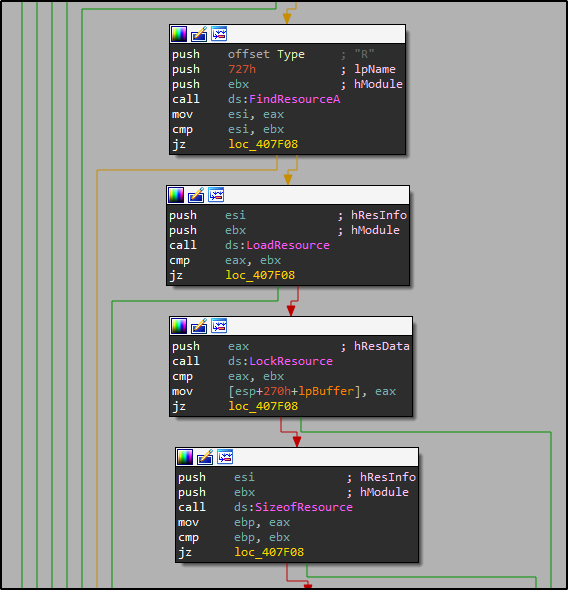 push offset Type ; "R"
push 727h ; lpName
push ebx ; hModule
call ds:FindResourceA
mov esi, eax
cmp esi, ebx
jz loc_407F08
push esi ; hResInfo
push ebx ; hModule
call ds:LoadResource
cmp eax, ebx
jz loc_407F08
push eax ; hResData
call ds:LockResource
cmp eax, ebx
mov [esp+270h+lpBuffer], eax
jz loc_407F08
push esi ; hResInfo
push ebx ; hModule
call ds:SizeofResource
mov ebp, eax
cmp ebp, ebx
jz loc_407F08